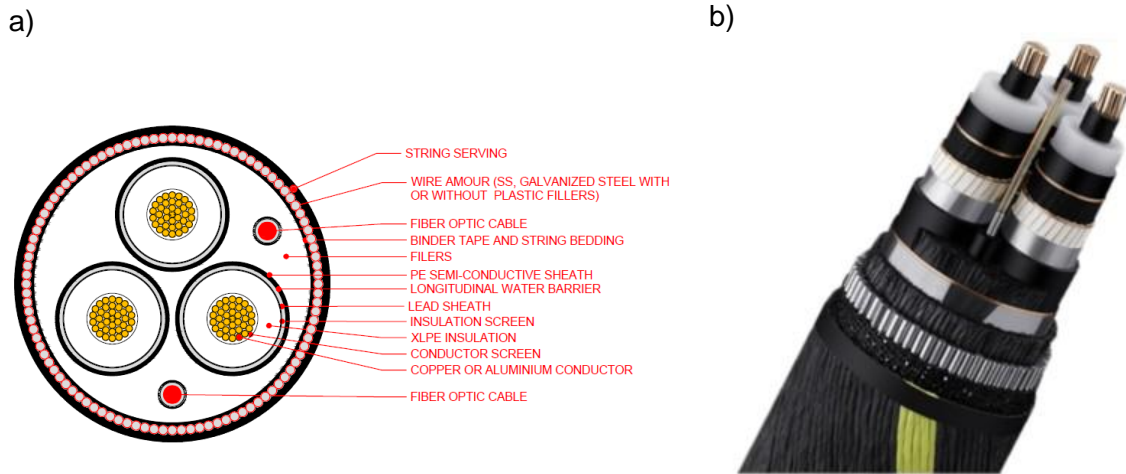 a)
b)
STRING SERVING
WIRE AMOUR (SS, GALVANIZED STEEL WITH
OR WITHOUT PLASTIC FILLERS)
FIBER OPTIC CABLE
BINDER TAPE AND STRING BEDDING
FILERS
PE SEMI-CONDUCTIVE SHEATH
LONGITUDINAL WATER BARRIER
LEAD SHEATH
INSULATION SCREEN
XLPE INSULATION
CONDUCTOR SCREEN
COPPER OR ALUMINIUM CONDUCTOR
FIBER OPTIC CABLE